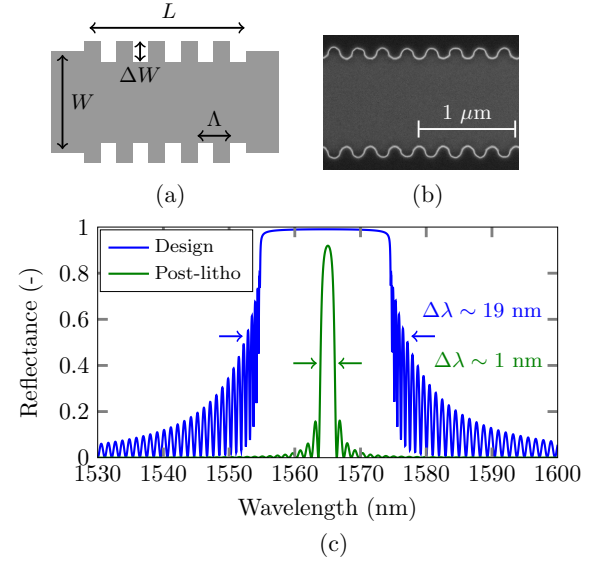 L
ΔW
W
Λ
1 μm
(a)
(b)
Design
Post-litho
Δλ ∼ 19 nm
Δλ ∼ 1 nm
Reflectance (-)
1
0.8
0.6
0.4
0.2
0
1530 1540 1550 1560 1570 1580 1590 1600
Wavelength (nm)
(c)